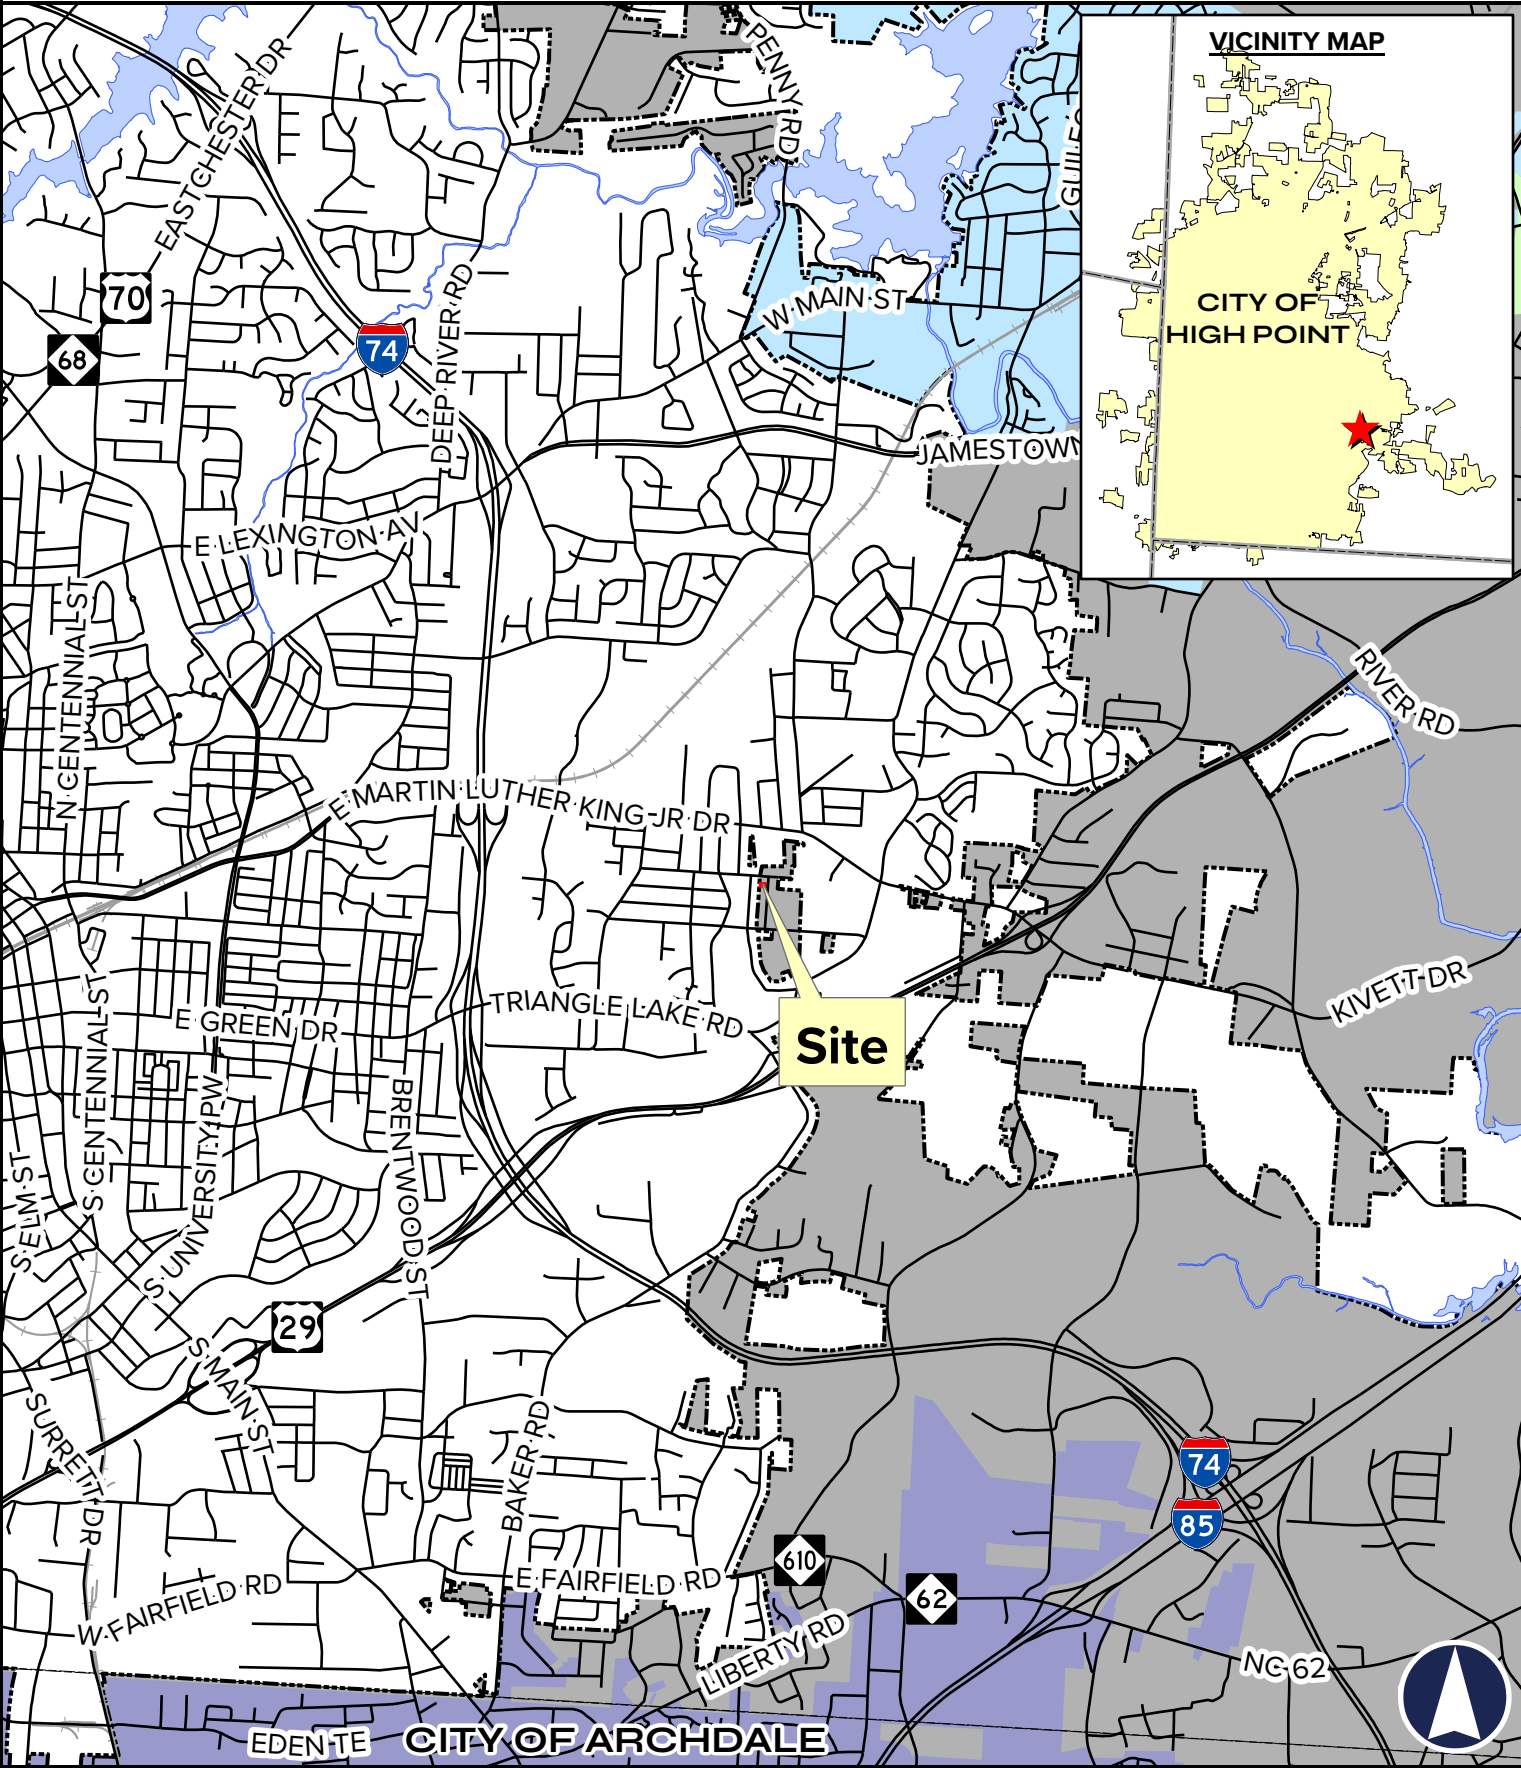 PENNY RD
VICINITY MAP
EASTCHESTER DR
70
68
74
DEEP RIVER RD
W MAIN ST
CITY OF
HIGH POINT
JAMESTOWN
E LEXINGTON AV
N CENTENNIAL ST
RIVER RD
E MARTIN LUTHER KING JR DR
TRIANGLE LAKE RD
E GREEN DR
Site
KIVETT DR
S CENTENNIAL ST
S ELM ST
S UNIVERSITY PW
BRENTWOOD ST
29
S MAIN ST
SURRETT DR
BAKER RD
74
85
610
62
E FAIRFIELD RD
W FAIRFIELD RD
LIBERTY RD
NC 62
EDEN TE
CITY OF ARCHDALE